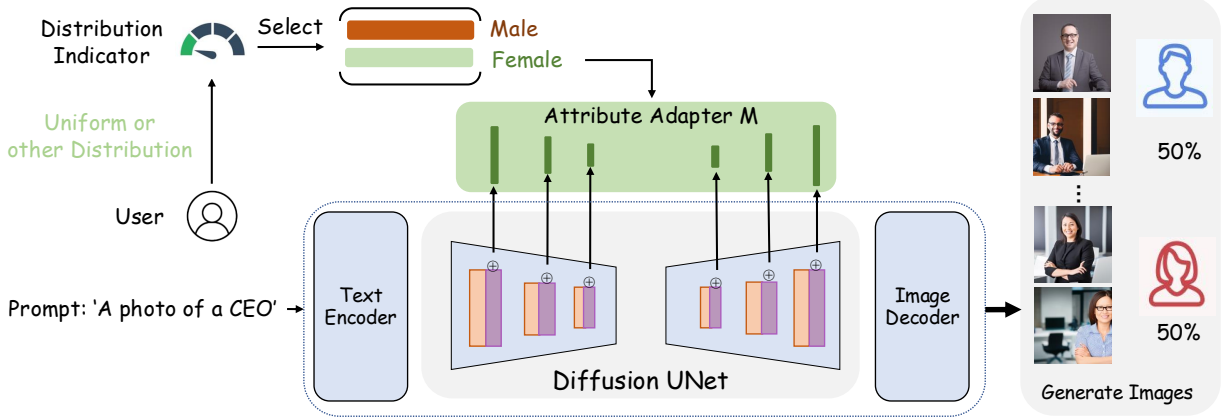 Distribution
Indicator
Select
Male
Female
Uniform or
other Distribution
User
Attribute Adapter M
Prompt: ‘A photo of a CEO’
Text
Encoder
Diffusion UNet
Image
Decoder
50%
50%
Generate Images